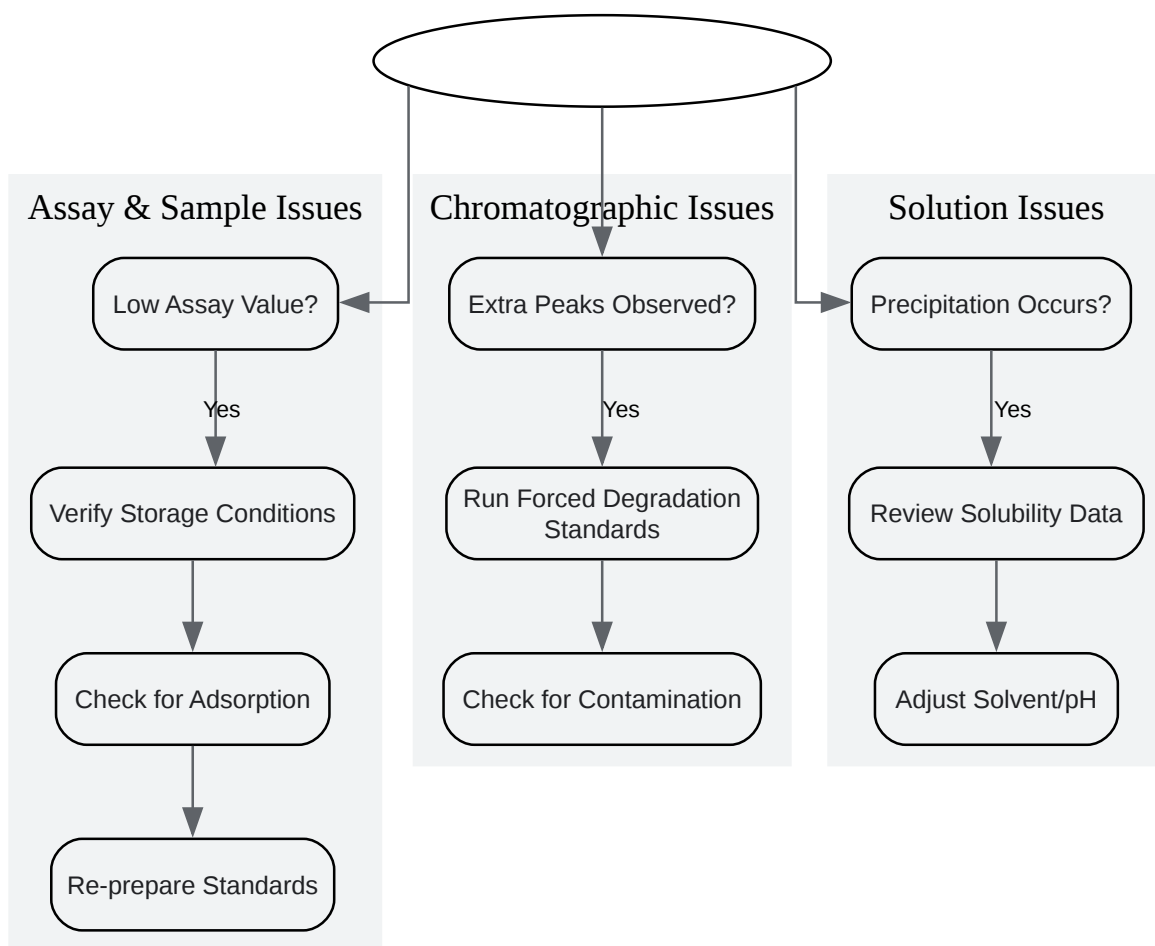 Assay & Sample Issues
Low Assay Value?
Yes
Verify Storage Conditions
Check for Adsorption
Re-prepare Standards
Chromatographic Issues
Extra Peaks Observed?
Yes
Run Forced Degradation
Standards
Check for Contamination
Solution Issues
Precipitation Occurs?
Yes
Review Solubility Data
Adjust Solvent/pH